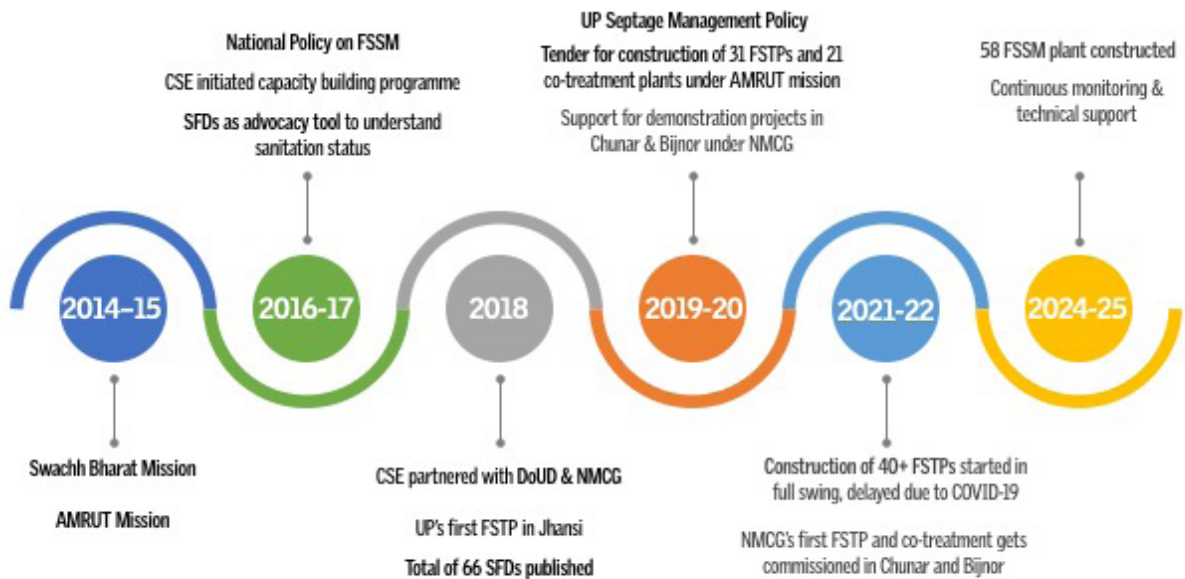 2014–15
Swachh Bharat Mission
AMRUT Mission
National Policy on FSSM
CSE initiated capacity building programme
SFDs as advocacy tool to understand
sanitation status
2016-17
2018
CSE partnered with DoUD & NMCG
UP's first FSTP in Jhansi
Total of 66 SFDs published
UP Septage Management Policy
Tender for construction of 31 FSTPs and 21
co-treatment plants under AMRUT mission
Support for demonstration projects in
Chunar & Bijnor under NMCG
2019-20
2021-22
Construction of 40+ FSTPs started in
full swing, delayed due to COVID-19
NMCG's first FSTP and co-treatment gets
commissioned in Chunar and Bijnor
58 FSSM plant constructed
Continuous monitoring &
technical support
2024-25